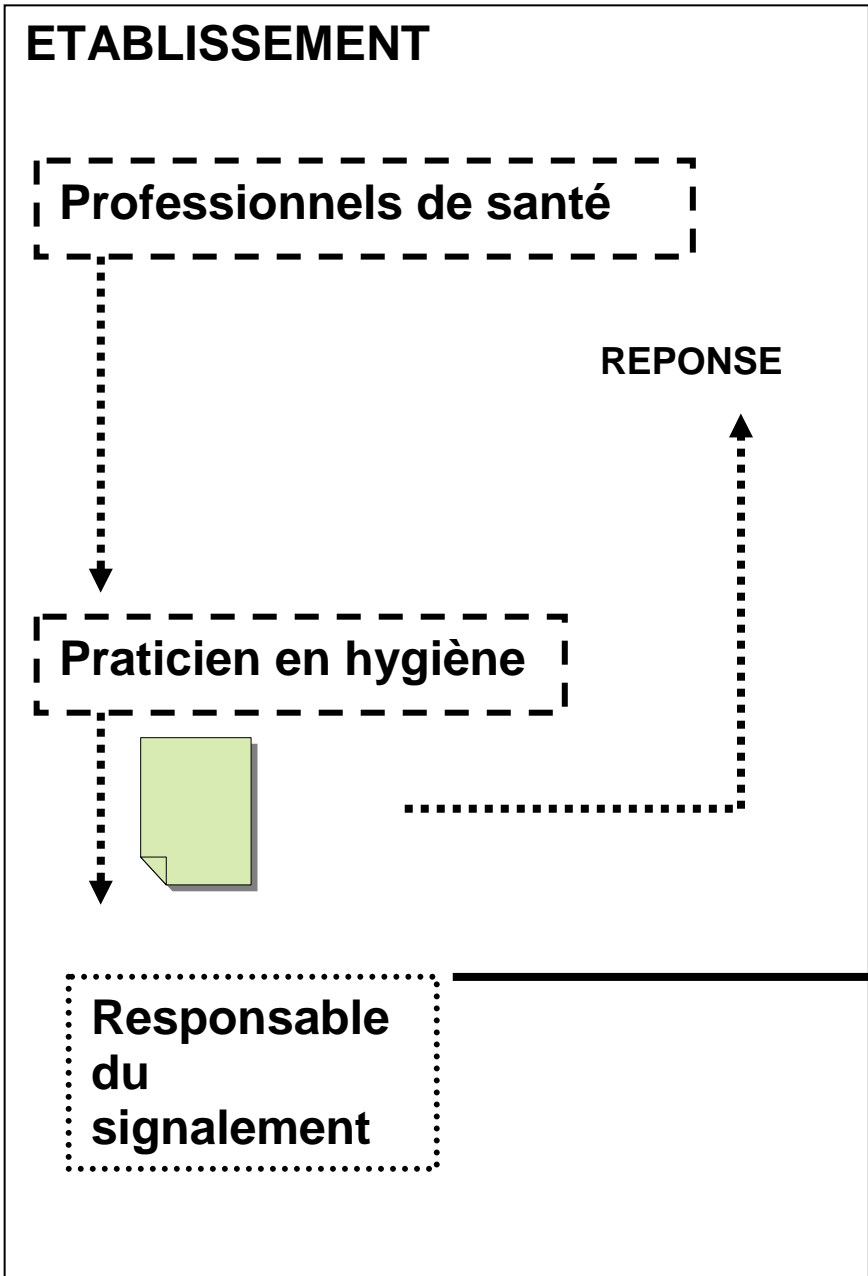 ETABLISSEMENT
Professionnels de santé
REPONSE
Praticien en hygiène
Responsable
du
signalement